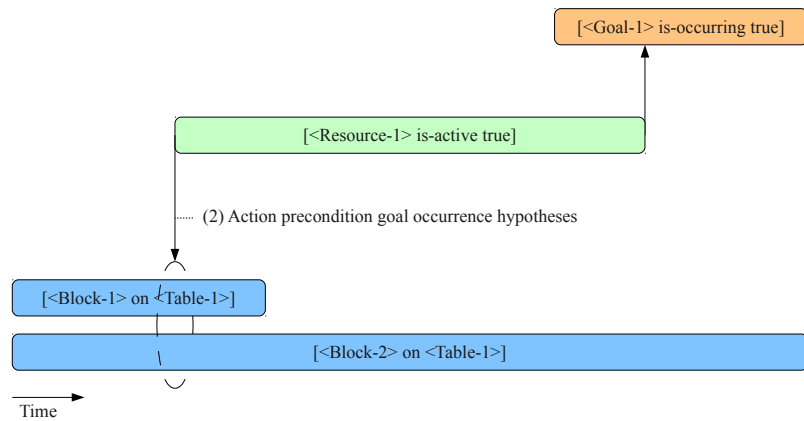 [<Goal-1> is-occurring true]
[<Resource-1> is-active true]
(2) Action precondition goal occurrence hypotheses
[<Block-1> on <Table-1>]
[<Block-2> on <Table-1>]
Time